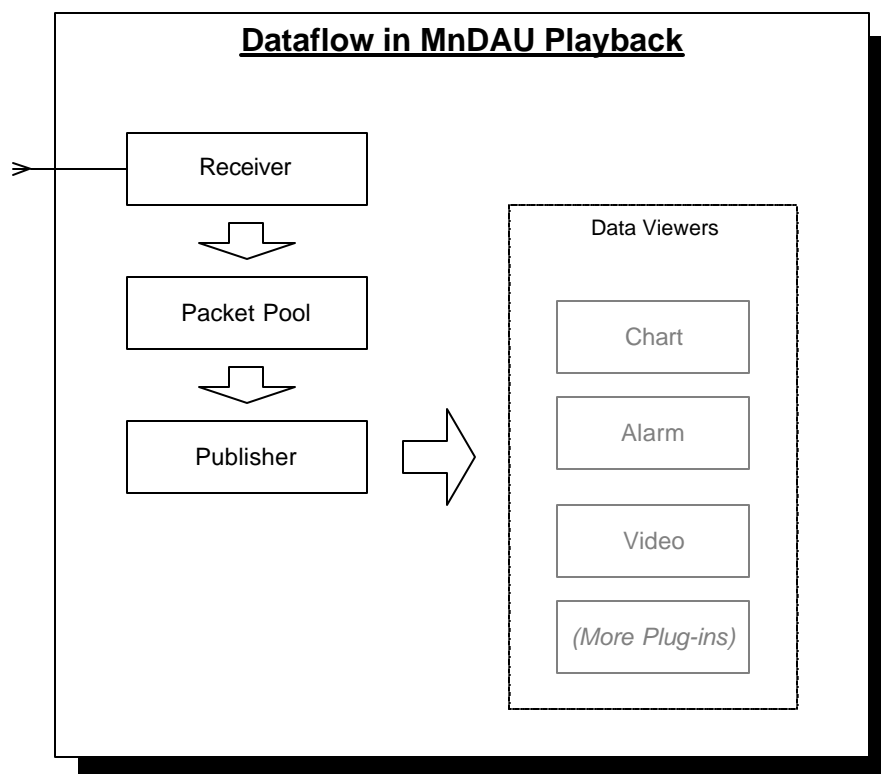 Dataflow in MnDAU Playback
Receiver
Packet Pool
Publisher
Data Viewers
Chart
Alarm
Video
(More Plug-ins)